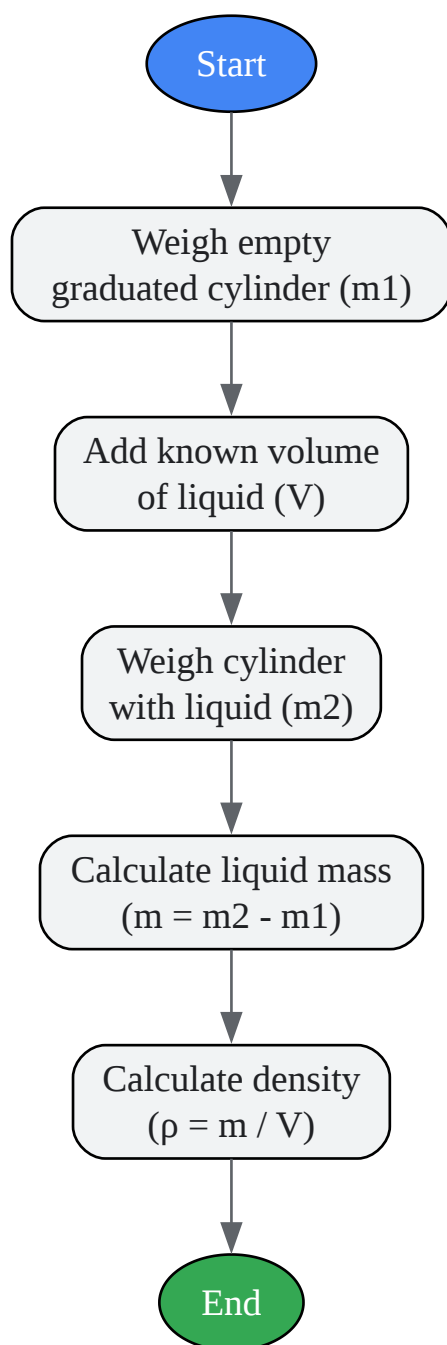 Start
Weigh empty
graduated cylinder (m1)
Add known volume
of liquid (V)
Weigh cylinder
with liquid (m2)
Calculate liquid mass
(m = m2 - m1)
Calculate density
(ρ = m / V)
End